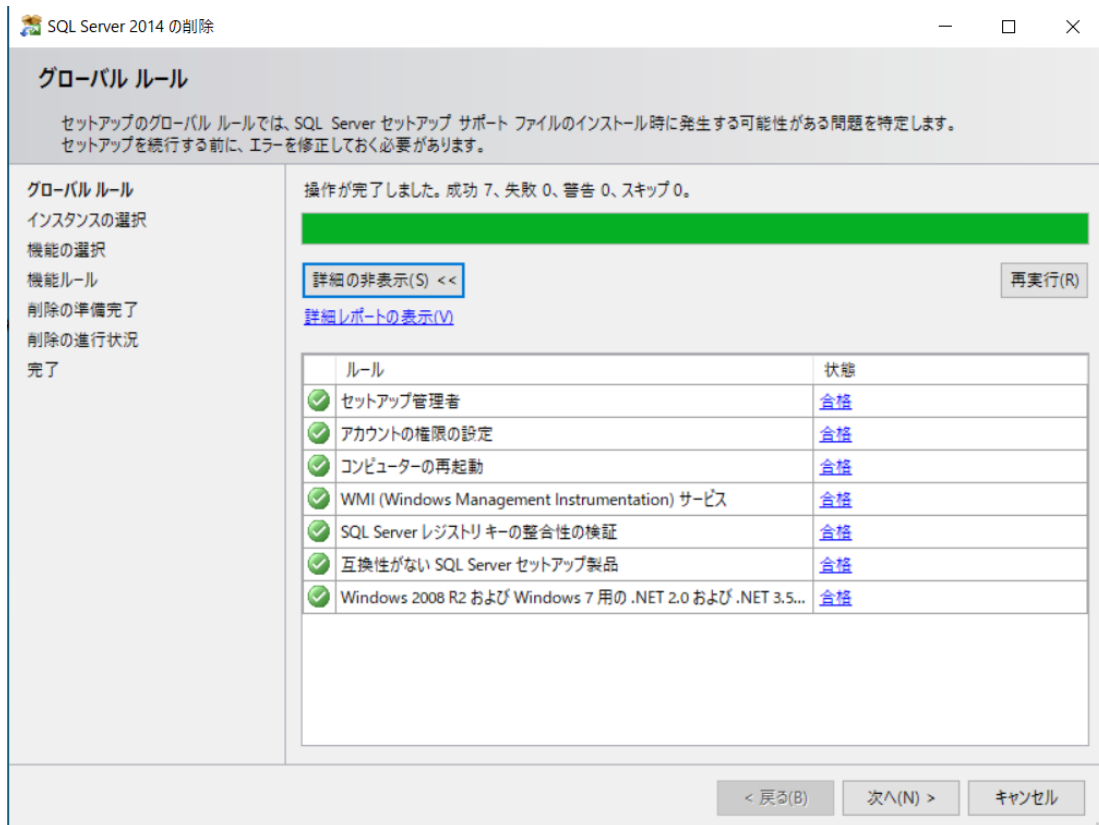 SQL Server 2014 の削除
グローバル ルール
セットアップのグローバル ルールでは、SQL Server セットアップ サポート ファイルのインストール時に発生する可能性がある問題を特定します。
セットアップを続行する前に、エラーを修正しておく必要があります。
グローバル ルール
インスタンスの選択
機能の選択
機能ルール
削除の準備完了
削除の進行状況
完了
操作が完了しました。成功 7、失敗 0、警告 0、スキップ 0。
詳細の非表示(S) <<
再実行(R)
詳細レポートの表示(V)
ルール 状態
セットアップ管理者 合格
アカウントの権限の設定 合格
コンピューターの再起動 合格
WMI (Windows Management Instrumentation) サービス 合格
SQL Server レジストリ キーの整合性の検証 合格
互換性がない SQL Server セットアップ製品 合格
Windows 2008 R2 および Windows 7 用の .NET 2.0 および .NET 3.5... 合格
< 戻る(B) 次へ(N) > キャンセル